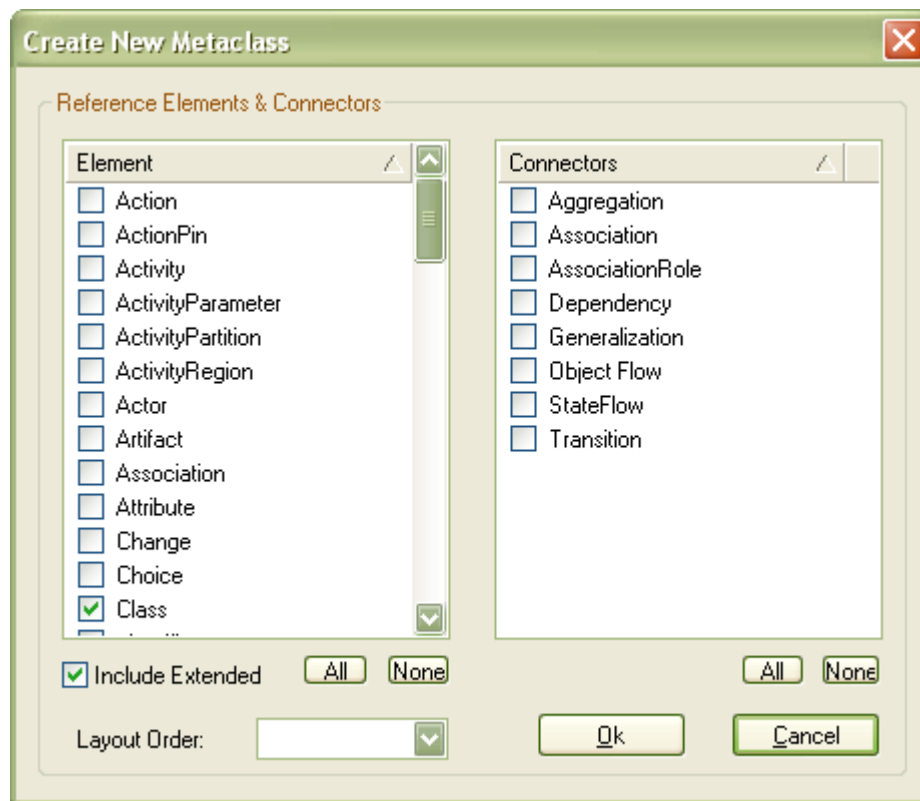 Create New Metaclass
Reference Elements & Connectors
Element
Action
ActionPin
Activity
ActivityParameter
ActivityPartition
ActivityRegion
Actor
Artifact
Association
Attribute
Change
Choice
Class
Connectors
Aggregation
Association
AssociationRole
Dependency
Generalization
Object Flow
StateFlow
Transition
Include Extended
All
None
All
None
Layout Order:
Ok
Cancel